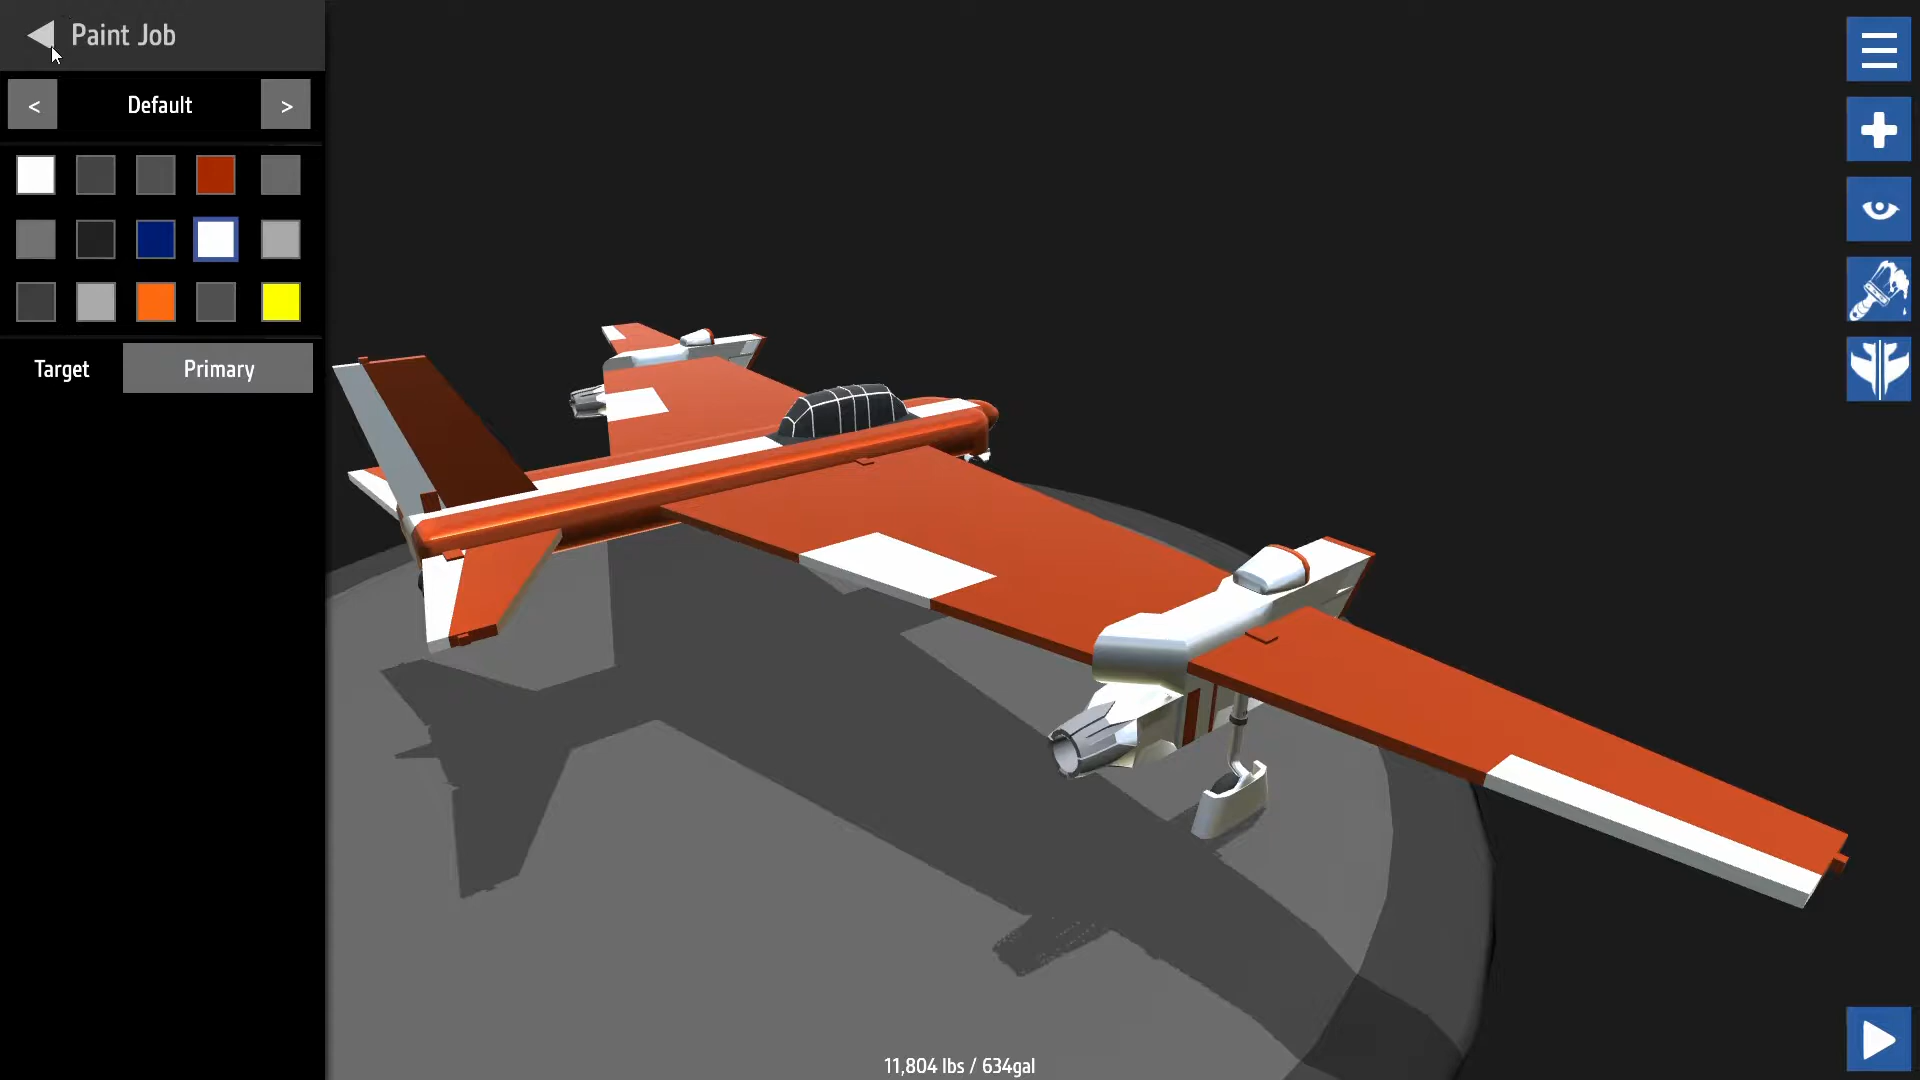 Paint Job
< Default >
Target Primary
11,804 lbs / 634gal